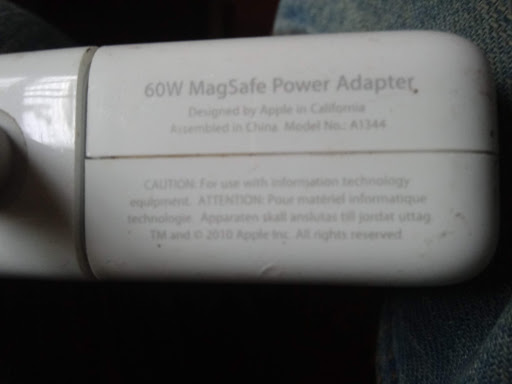 60W MagSafe Power Adapter
Designed by Apple in California
Assembled in China Model No.: A1344
CAUTION: For use with information technology
equipment. ATTENTION: Pour matériel informatique
technologie. Apparaten skall anslutas till jordat uttag.
TM and © 2010 Apple Inc. All rights reserved